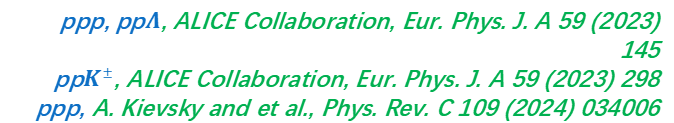 ppp, ppΛ, ALICE Collaboration, Eur. Phys. J. A 59 (2023)
145
ppK±, ALICE Collaboration, Eur. Phys. J. A 59 (2023) 298
ppp, A. Kievsky and et al., Phys. Rev. C 109 (2024) 034006